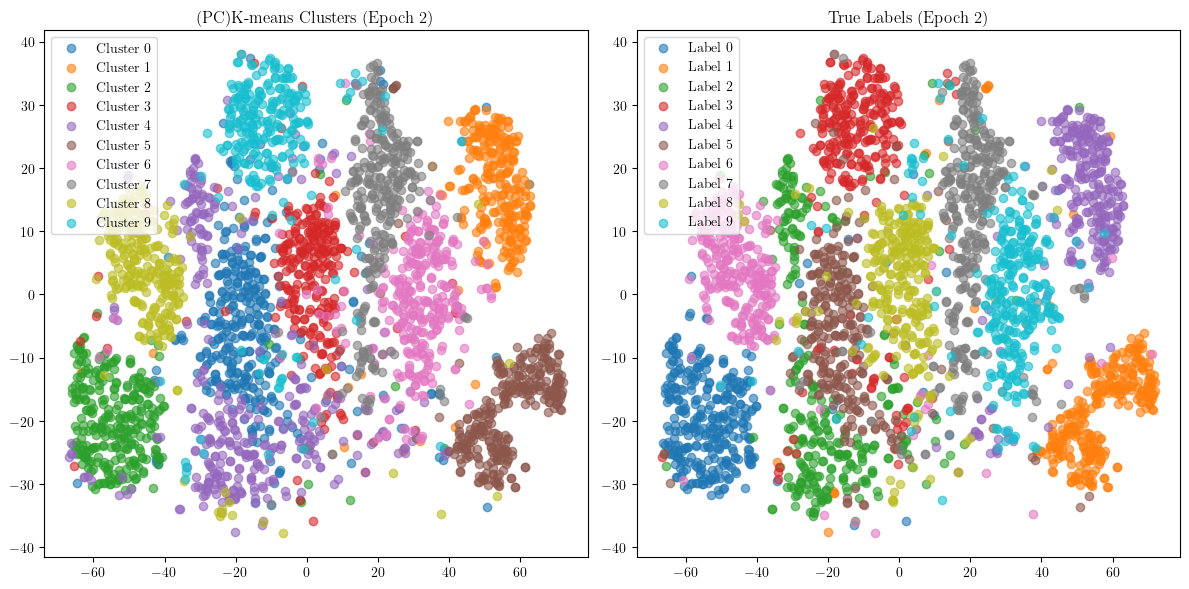 (PC)K-means Clusters (Epoch 2)
Cluster 0
Cluster 1
Cluster 2
Cluster 3
Cluster 4
Cluster 5
Cluster 6
Cluster 7
Cluster 8
Cluster 9
40
30
20
10
0
−10
−20
−30
−40
−60
−40
−20
0
20
40
60
True Labels (Epoch 2)
Label 0
Label 1
Label 2
Label 3
Label 4
Label 5
Label 6
Label 7
Label 8
Label 9
40
30
20
10
0
−10
−20
−30
−40
−60
−40
−20
0
20
40
60